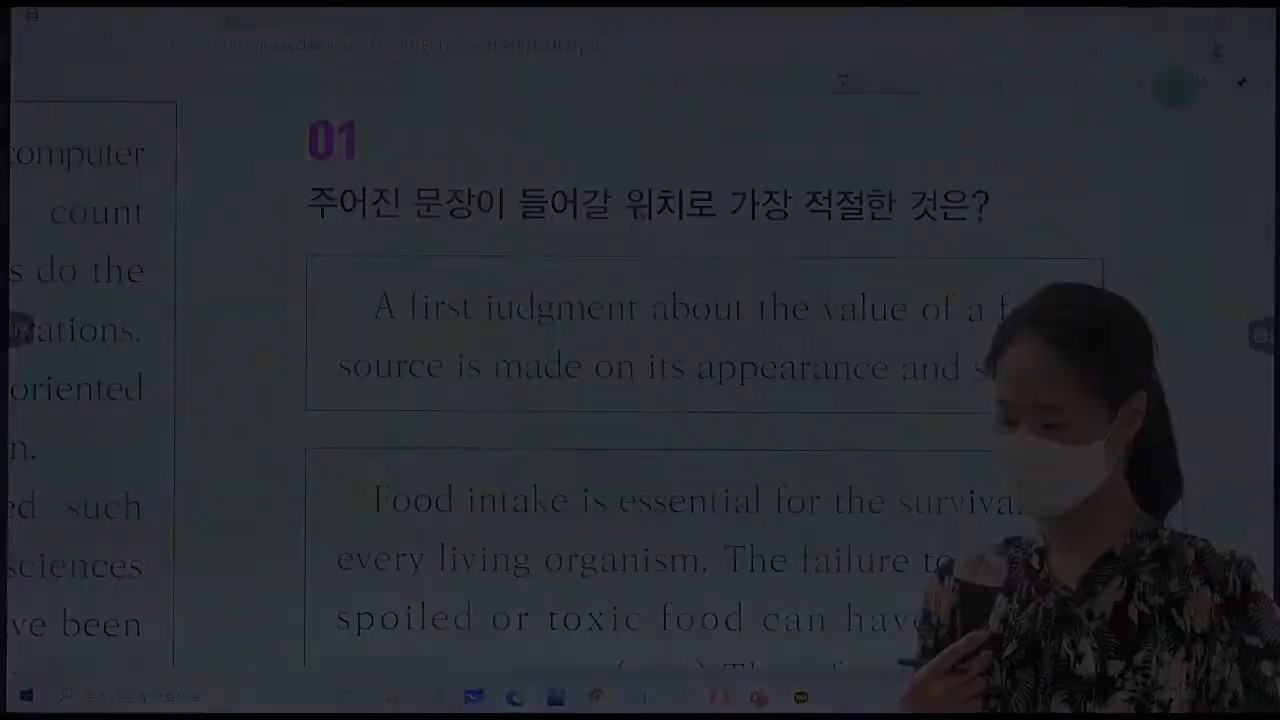 computer
count
s do the
rations.
oriented
n.
ed such
sciences
ve been
01
주어진 문장이 들어갈 위치로 가장 적절한 것은?
A first judgment about the value of a f
source is made on its appearance and s
Food intake is essential for the surviva
every living organism. The failure to
spoiled or toxic food can have